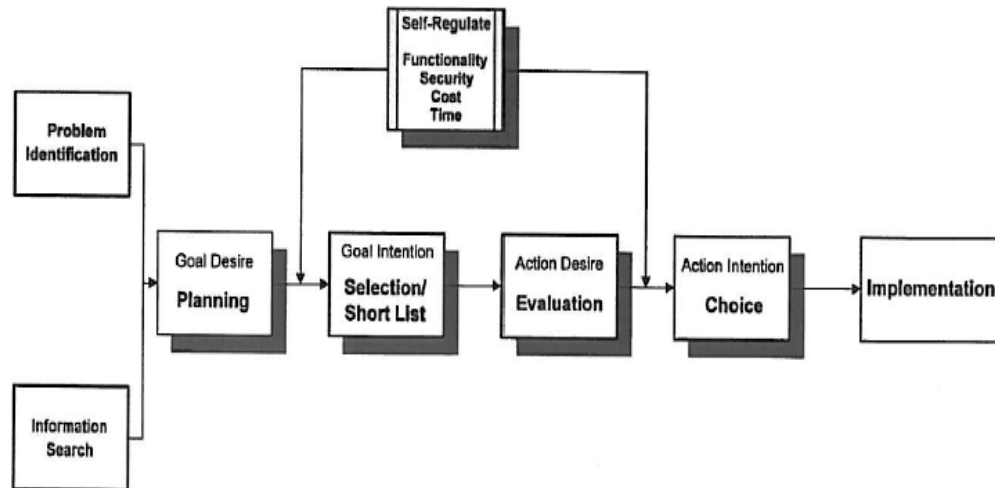 Self-Regulate
Functionality
Security
Cost
Time
Problem
Identification
Goal Desire
Planning
Goal Intention
Selection/
Short List
Action Desire
Evaluation
Action Intention
Choice
Implementation
Information
Search